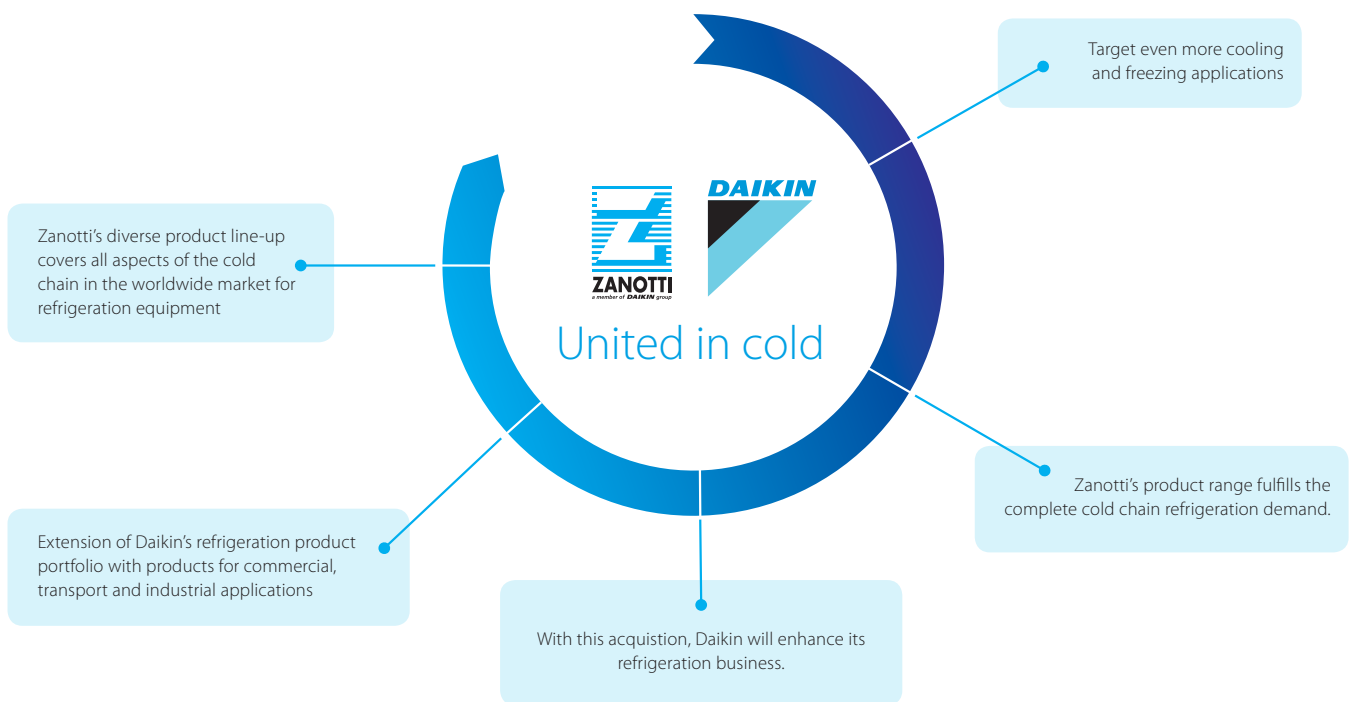 Target even more cooling
and freezing applications
DAIKIN
ZANOTTI
a member of DAIKIN group
United in cold
Zanotti’s diverse product line-up
covers all aspects of the cold
chain in the worldwide market for
refrigeration equipment
Zanotti’s product range fulfills the
complete cold chain refrigeration demand.
Extension of Daikin’s refrigeration product
portfolio with products for commercial,
transport and industrial applications
With this acquistion, Daikin will enhance its
refrigeration business.